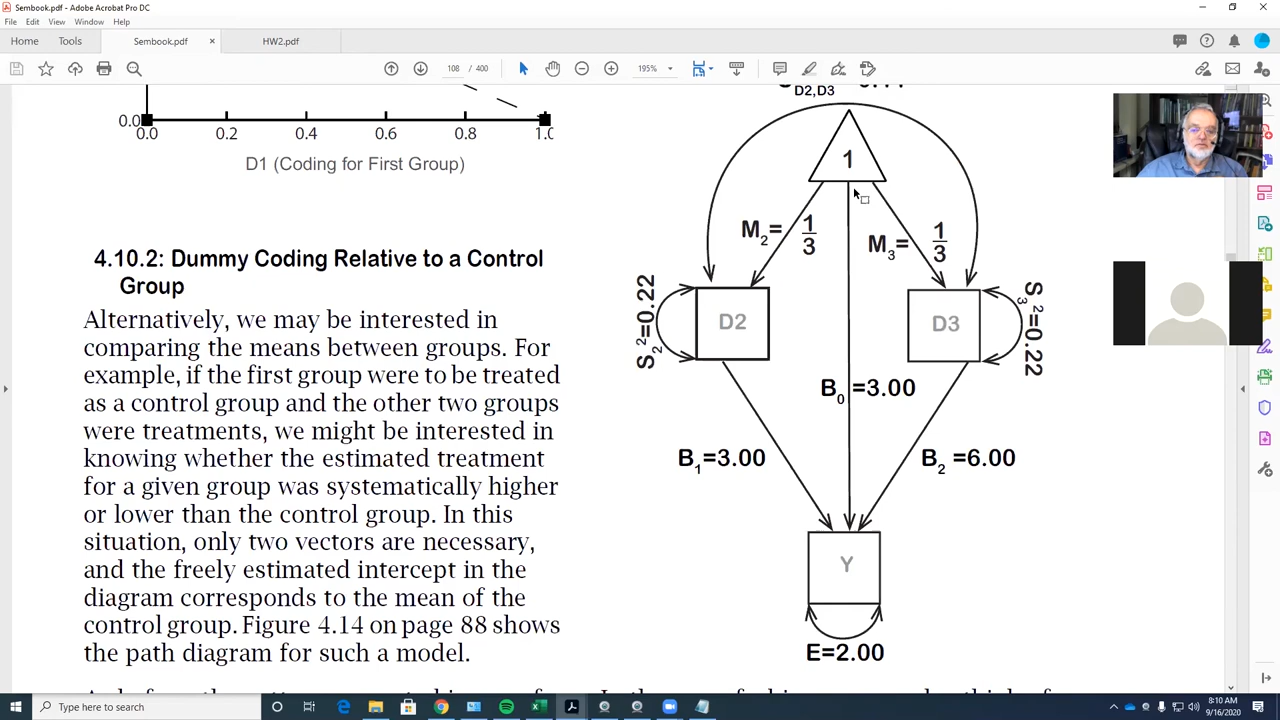 Sembook.pdf - Adobe Acrobat Pro DC
File Edit View Window Help
Home Tools Sembook.pdf × HW2.pdf
108 / 400 195%
0.0
0.0 0.2 0.4 0.6 0.8
D1 (Coding for First Group)
4.10.2: Dummy Coding Relative to a Control
Group
Alternatively, we may be interested in
comparing the means between groups. For
example, if the first group were to be treated
as a control group and the other two groups
were treatments, we might be interested in
knowing whether the estimated treatment
for a given group was systematically higher
or lower than the control group. In this
situation, only two vectors are necessary,
and the freely estimated intercept in the
diagram corresponds to the mean of the
control group. Figure 4.14 on page 88 shows
the path diagram for such a model.
D2,D3
1
M2= 1/3
M3= 1/3
S2²=0.22
D2
D3
S3²=0.22
B0=3.00
B1=3.00
B2=6.00
Y
E=2.00
Type here to search
8:10 AM
9/16/2020